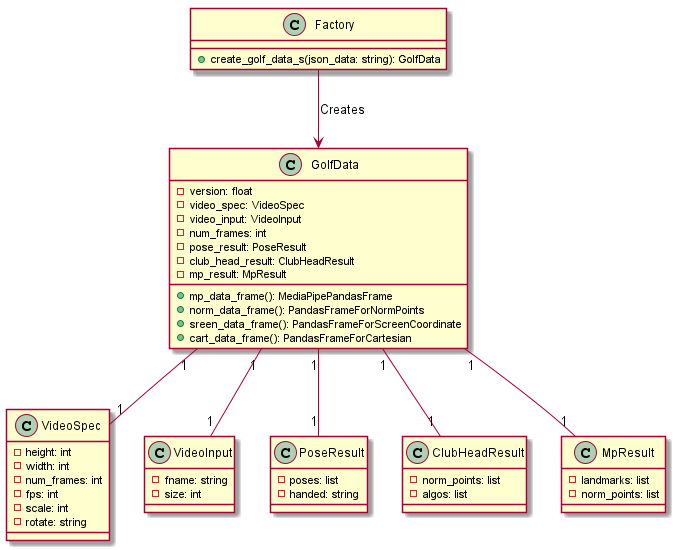 C Factory
create_golf_data_s(json_data: string): GolfData
Creates
C GolfData
version: float
video_spec: VideoSpec
video_input: VideoInput
num_frames: int
pose_result: PoseResult
club_head_result: ClubHeadResult
mp_result: MpResult
mp_data_frame(): MediaPipePandasFrame
norm_data_frame(): PandasFrameForNormPoints
sreen_data_frame(): PandasFrameForScreenCoordinate
cart_data_frame(): PandasFrameForCartesian
1 1 1 1 1
1 1 1 1 1
C VideoSpec
height: int
width: int
num_frames: int
fps: int
scale: int
rotate: string
C VideoInput
fname: string
size: int
C PoseResult
poses: list
handed: string
C ClubHeadResult
norm_points: list
algos: list
C MpResult
landmarks: list
norm_points: list